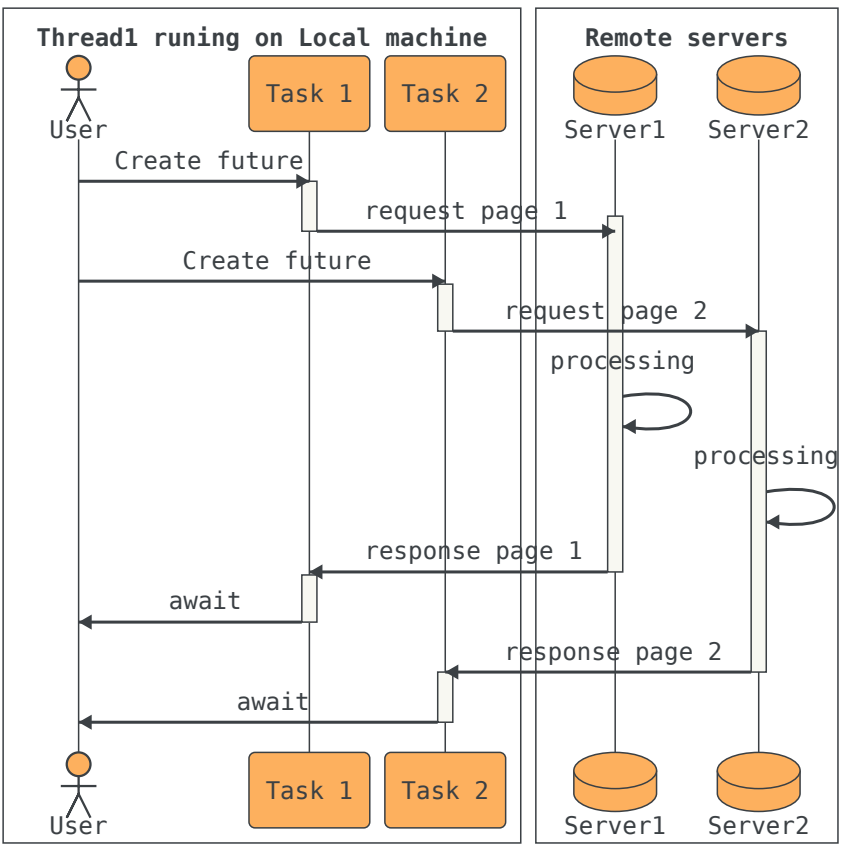 Thread1 runing on Local machine
Remote servers
User
Task 1
Task 2
Server1
Server2
Create future
request page 1
Create future
request page 2
processing
processing
response page 1
await
response page 2
await
User
Task 1
Task 2
Server1
Server2